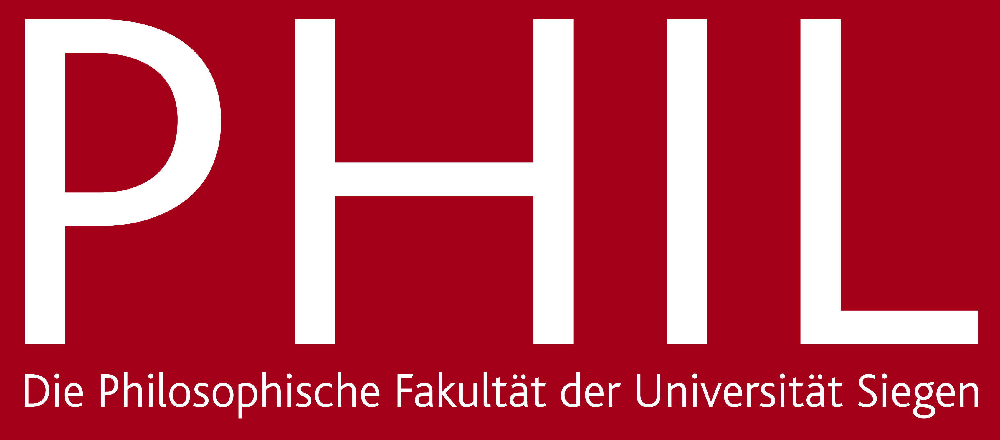 PHIL
Die Philosophische Fakultät der Universität Siegen